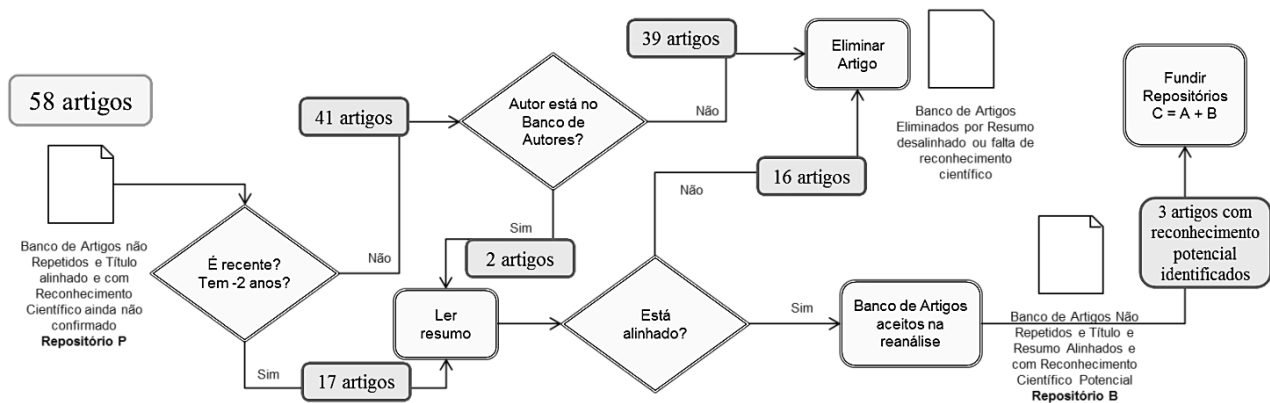 58 artigos
Banco de Artigos não
Repetidos e Título
alinhado e com
Reconhecimento
Científico ainda não
confirmado
Repositório P
É recente?
Tem -2 anos?
Não
41 artigos
Sim
17 artigos
Autor está no
Banco de
Autores?
Não
39 artigos
Sim
2 artigos
Ler
resumo
Está
alinhado?
Não
16 artigos
Eliminar
Artigo
Banco de Artigos
Eliminados por Resumo
desalinhado ou falta de
reconhecimento
científico
Sim
Banco de Artigos
aceitos na
reanálise
Banco de Artigos Não
Repetidos e Título e
Resumo Alinhados e
com Reconhecimento
Científico Potencial
Repositório B
3 artigos com
reconhecimento
potencial
identificados
Fundir
Repositórios
C = A + B